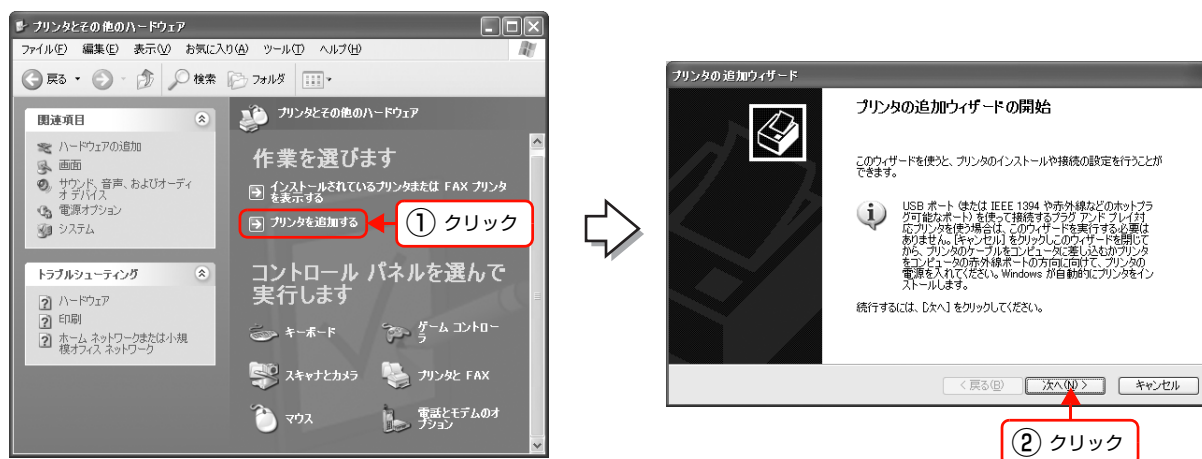 プリンタとその他のハードウェア
ファイル(F) 編集(E) 表示(V) お気に入り(A) ツール(T) ヘルプ(H)
戻る 検索 フォルダ
関連項目
ハードウェアの追加
画面
サウンド、音声、およびオーディ
オ デバイス
電源オプション
システム
トラブルシューティング
ハードウェア
印刷
ホーム ネットワークまたは小規
模オフィス ネットワーク
プリンタとその他のハードウェア
作業を選びます
インストールされているプリンタまたは FAX プリンタ
を表示する
プリンタを追加する
① クリック
コントロール パネルを選んで
実行します
キーボード
ゲーム コントロー
ラ
スキャナとカメラ
プリンタと FAX
マウス
電話とモデムのオ
プション
プリンタの追加ウィザード
プリンタの追加ウィザードの開始
このウィザードを使うと、プリンタのインストールや接続の設定を行うことが
できます。
USB ポート (または IEEE 1394 や赤外線などのホットプラ
グ可能なポート) を使って接続するプラグ アンド プレイ対
応プリンタを使う場合は、このウィザードを実行する必要は
ありません。[キャンセル] をクリックしこのウィザードを閉じて
から、プリンタのケーブルをコンピュータに差し込むかプリンタ
をコンピュータの赤外線ポートの方向に向けて、プリンタの
電源を入れてください。Windows が自動的にプリンタをイン
ストールします。
続行するには、[次へ] をクリックしてください。
< 戻る(B) 次へ(N) > キャンセル
② クリック